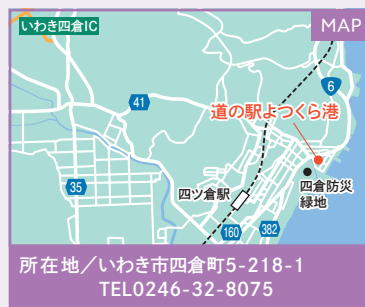 いわき四倉IC
MAP
6
41
道の駅よつくら港
35
四ツ倉駅
四倉防災
緑地
160
382
所在地／いわき市四倉町5-218-1
TEL0246-32-8075